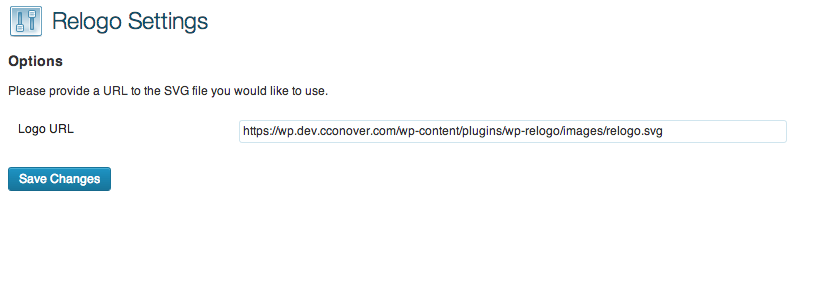 Relogo Settings
Options
Please provide a URL to the SVG file you would like to use.
Logo URL
https://wp.dev.cconover.com/wp-content/plugins/wp-relogo/images/relogo.svg
Save Changes